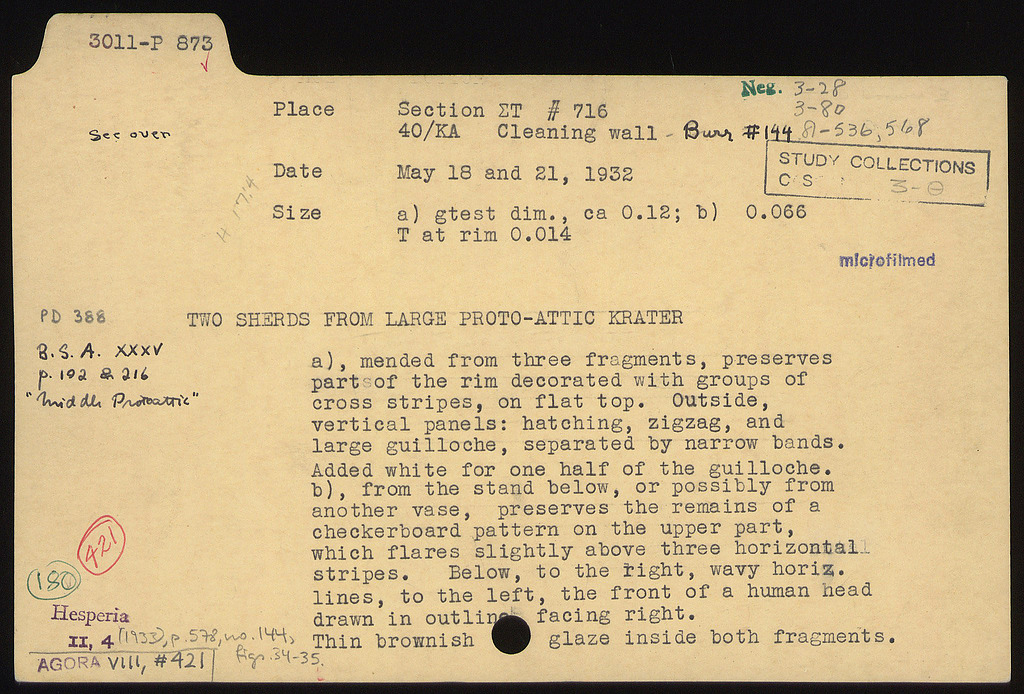 3011-P 873
Neg. 3-28
3-80
A-536, 568
See over
Place Section ΣT # 716
40/KA Cleaning wall - Burr #144
STUDY COLLECTIONS
C S 3-Θ
Date May 18 and 21, 1932
H 17:4
Size a) gtest dim., ca 0.12; b) 0.066
T at rim 0.014
microfilmed
PD 388
TWO SHERDS FROM LARGE PROTO-ATTIC KRATER
B.S.A. XXXV
p. 192 & 216
"Middle Protoattic"
a), mended from three fragments, preserves
parts of the rim decorated with groups of
cross stripes, on flat top. Outside,
vertical panels: hatching, zigzag, and
large guilloche, separated by narrow bands.
Added white for one half of the guilloche.
b), from the stand below, or possibly from
another vase, preserves the remains of a
checkerboard pattern on the upper part,
which flares slightly above three horizontal
stripes. Below, to the right, wavy horiz.
lines, to the left, the front of a human head
drawn in outline facing right.
Thin brownish glaze inside both fragments.
421
180
Hesperia
II, 4 (1933), p. 578, no. 144,
figs. 34-35.
AGORA VIII, #421